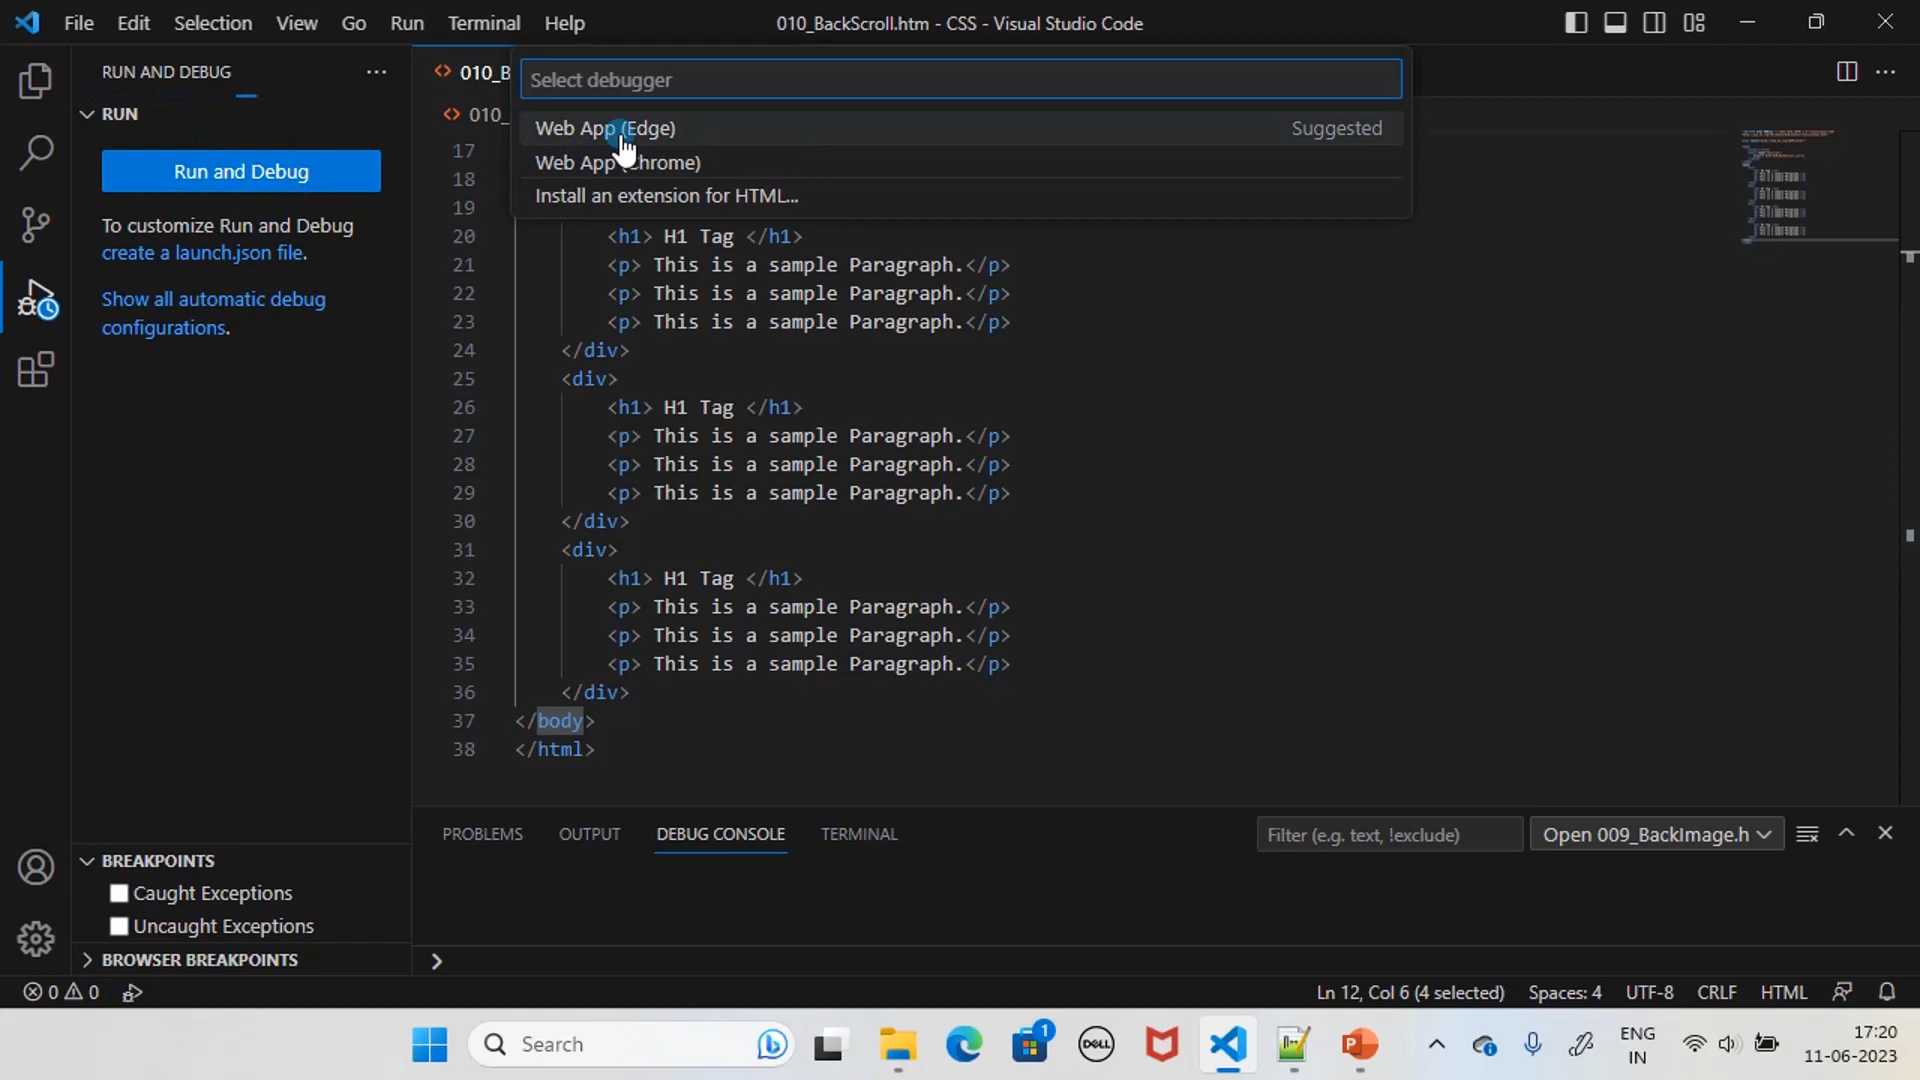 File Edit Selection View Go Run Terminal Help
010_BackScroll.htm - CSS - Visual Studio Code
RUN AND DEBUG
RUN
Run and Debug
To customize Run and Debug
create a launch.json file.
Show all automatic debug
configurations.
010_B
Select debugger
010_
Web App (Edge) Suggested
Web App (Chrome)
Install an extension for HTML...
17
18
19
20 <h1> H1 Tag </h1>
21 <p> This is a sample Paragraph.</p>
22 <p> This is a sample Paragraph.</p>
23 <p> This is a sample Paragraph.</p>
24 </div>
25 <div>
26 <h1> H1 Tag </h1>
27 <p> This is a sample Paragraph.</p>
28 <p> This is a sample Paragraph.</p>
29 <p> This is a sample Paragraph.</p>
30 </div>
31 <div>
32 <h1> H1 Tag </h1>
33 <p> This is a sample Paragraph.</p>
34 <p> This is a sample Paragraph.</p>
35 <p> This is a sample Paragraph.</p>
36 </div>
37 </body>
38 </html>
BREAKPOINTS
Caught Exceptions
Uncaught Exceptions
BROWSER BREAKPOINTS
PROBLEMS OUTPUT DEBUG CONSOLE TERMINAL
Filter (e.g. text, !exclude)
Open 009_BackImage.h
0 0
Ln 12, Col 6 (4 selected) Spaces: 4 UTF-8 CRLF HTML
Search
1
DELL
ENG
IN
17:20
11-06-2023